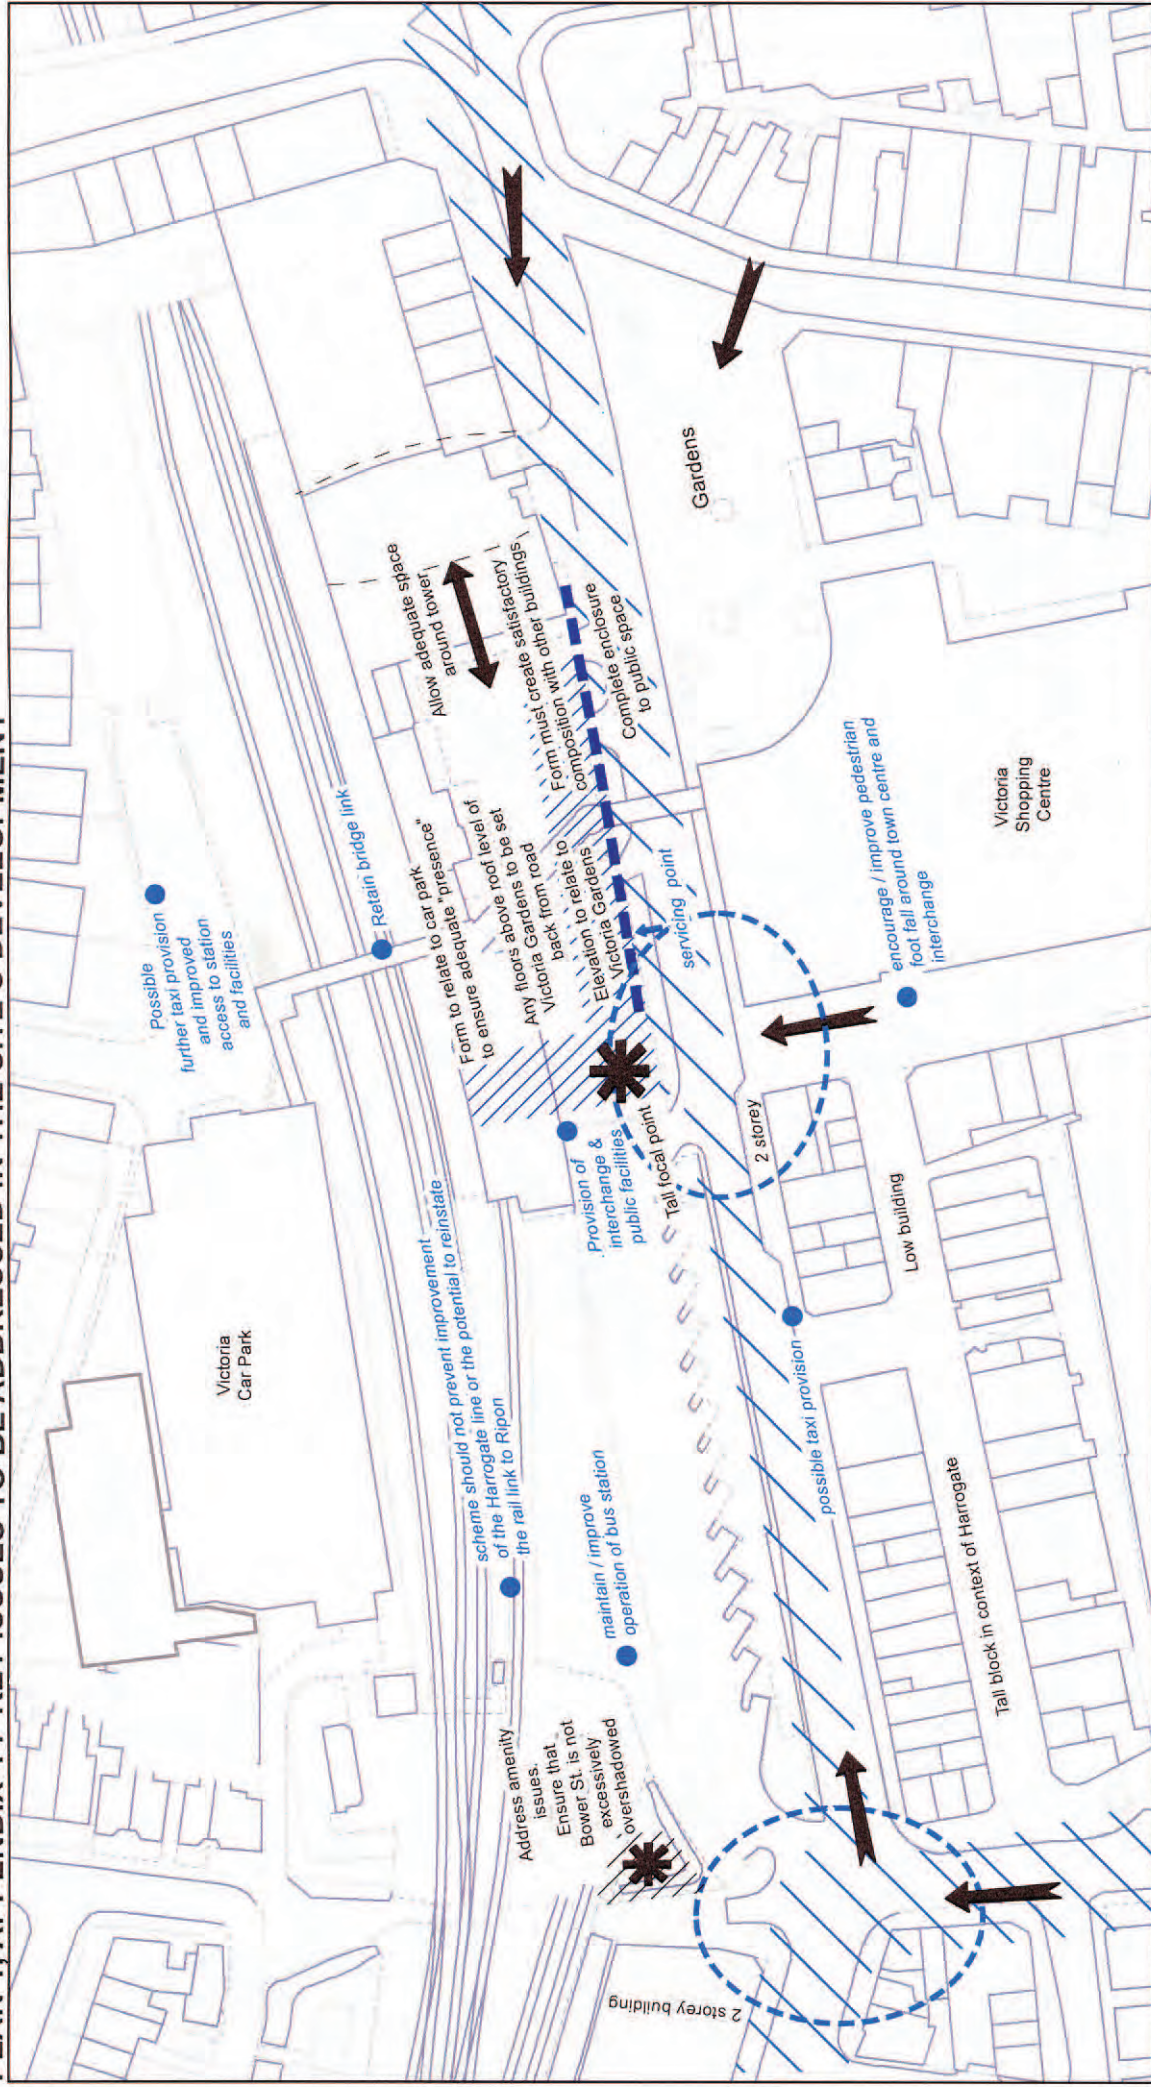 Possible
further taxi provision
and improved
access to station
and facilities
Retain bridge link
Victoria
Car Park
scheme should not prevent improvement
of the Harrogate line or the potential to reinstate
the rail link to Ripon
Form to relate to car park
to ensure adequate "presence"
Any floors above roof level of
Victoria Gardens to be set
back from road
Elevation to relate to
Victoria Gardens
Allow adequate space
around tower
Form must create satisfactory
composition with other buildings
Complete enclosure
to public space
Gardens
servicing point
Provision of
interchange &
public facilities
Tall focal point
2 storey
maintain / improve
operation of bus station
Address amenity
issues.
Ensure that
Bower St. is not
excessively
overshadowed
2 storey building
possible taxi provision
Low building
Tall block in context of Harrogate
encourage / improve pedestrian
foot fall around town centre and
interchange
Victoria
Shopping
Centre